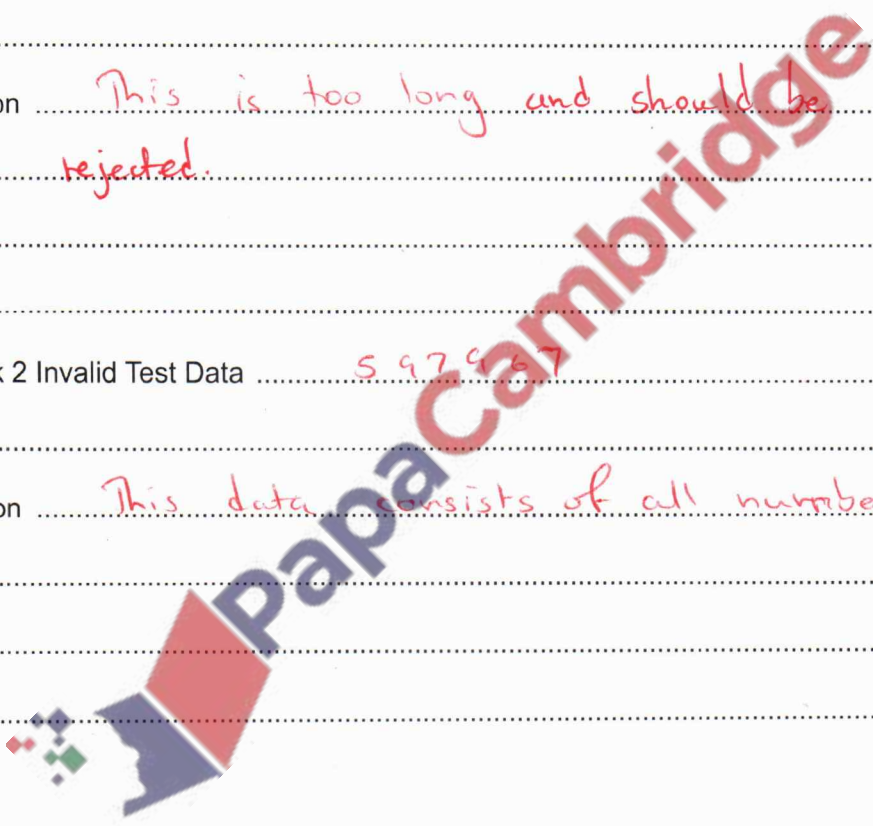 on This is too long and should be
rejected.
k 2 Invalid Test Data 597967
on This data consists of all numbe
PapaCambridge